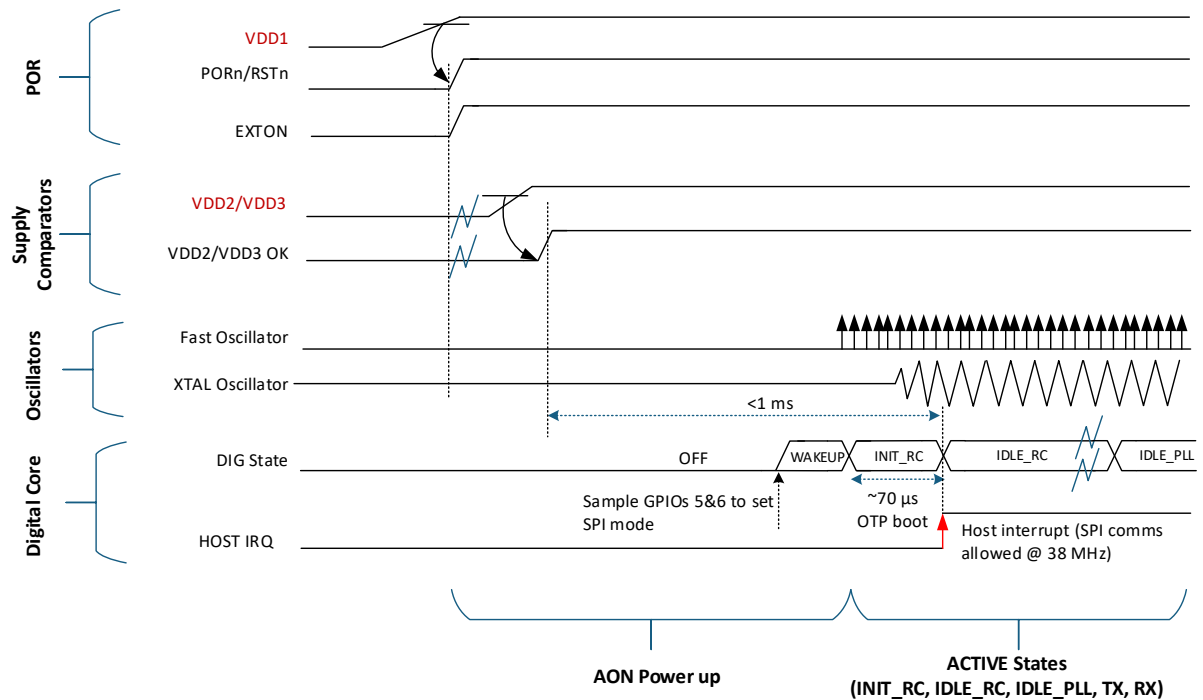 POR
VDD1
PORn/RSTn
EXTON
Supply
Comparators
VDD2/VDD3
VDD2/VDD3 OK
Oscillators
Fast Oscillator
XTAL Oscillator
<1 ms
Digital Core
DIG State
OFF
WAKEUP
INIT_RC
IDLE_RC
IDLE_PLL
Sample GPIOs 5&6 to set
SPI mode
~70 µs
OTP boot
HOST IRQ
Host interrupt (SPI comms
allowed @ 38 MHz)
AON Power up
ACTIVE States
(INIT_RC, IDLE_RC, IDLE_PLL, TX, RX)